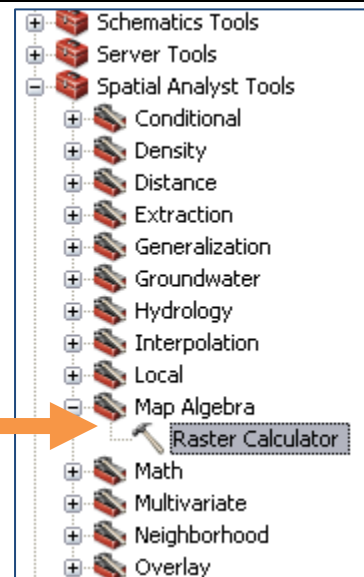 Schematics Tools
Server Tools
Spatial Analyst Tools
Conditional
Density
Distance
Extraction
Generalization
Groundwater
Hydrology
Interpolation
Local
Map Algebra
Raster Calculator
Math
Multivariate
Neighborhood
Overlay